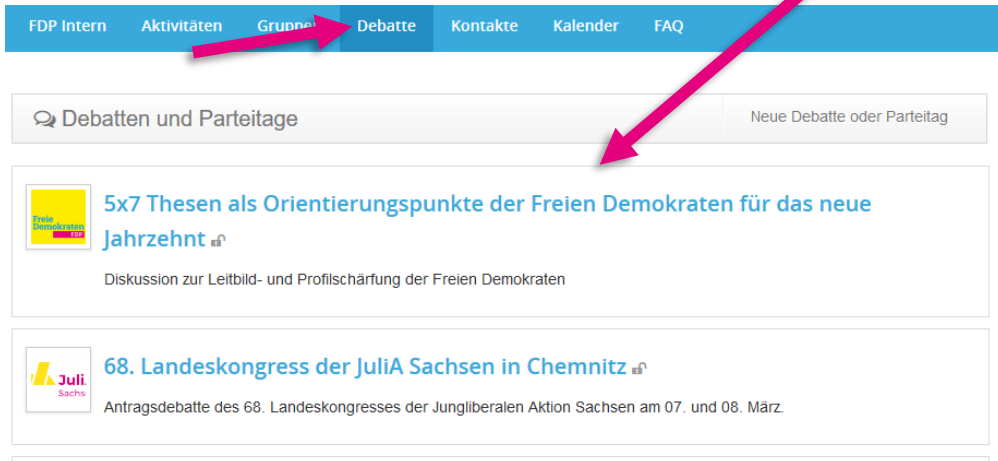 FDP Intern Aktivitäten Gruppen Debatte Kontakte Kalender FAQ
Debatten und Parteitage Neue Debatte oder Parteitag
Freie
Demokraten
FDP
5x7 Thesen als Orientierungspunkte der Freien Demokraten für das neue
Jahrzehnt
Diskussion zur Leitbild- und Profilschärfung der Freien Demokraten
Juli
Sachs
68. Landeskongress der JuliA Sachsen in Chemnitz
Antragsdebatte des 68. Landeskongresses der Jungliberalen Aktion Sachsen am 07. und 08. März.